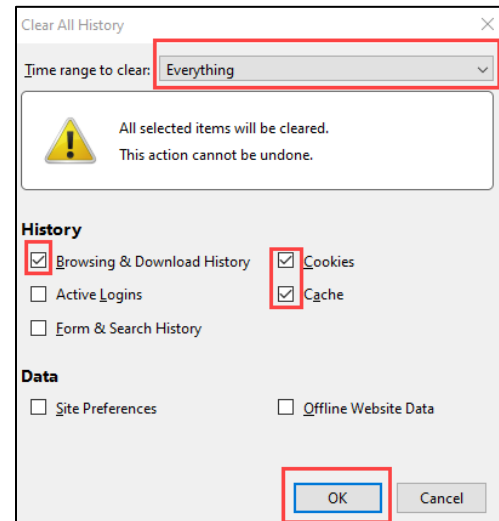 Clear All History
Time range to clear: Everything
All selected items will be cleared.
This action cannot be undone.
History
Browsing & Download History Cookies
Active Logins Cache
Form & Search History
Data
Site Preferences Offline Website Data
OK Cancel